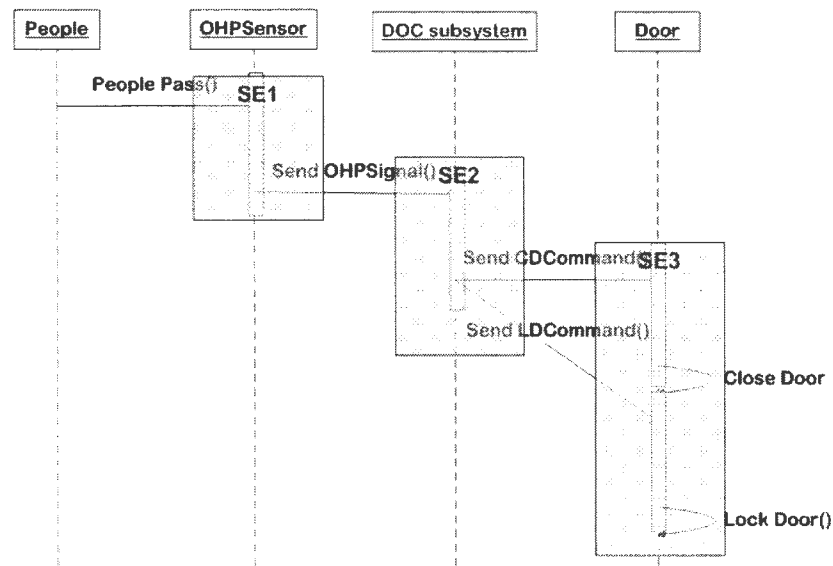 People
OHPSensor
DOC subsystem
Door
People Pass()
SE1
Send OHPSignal()
SE2
Send CDCommand()
SE3
Send LDCommand()
Close Door
Lock Door()